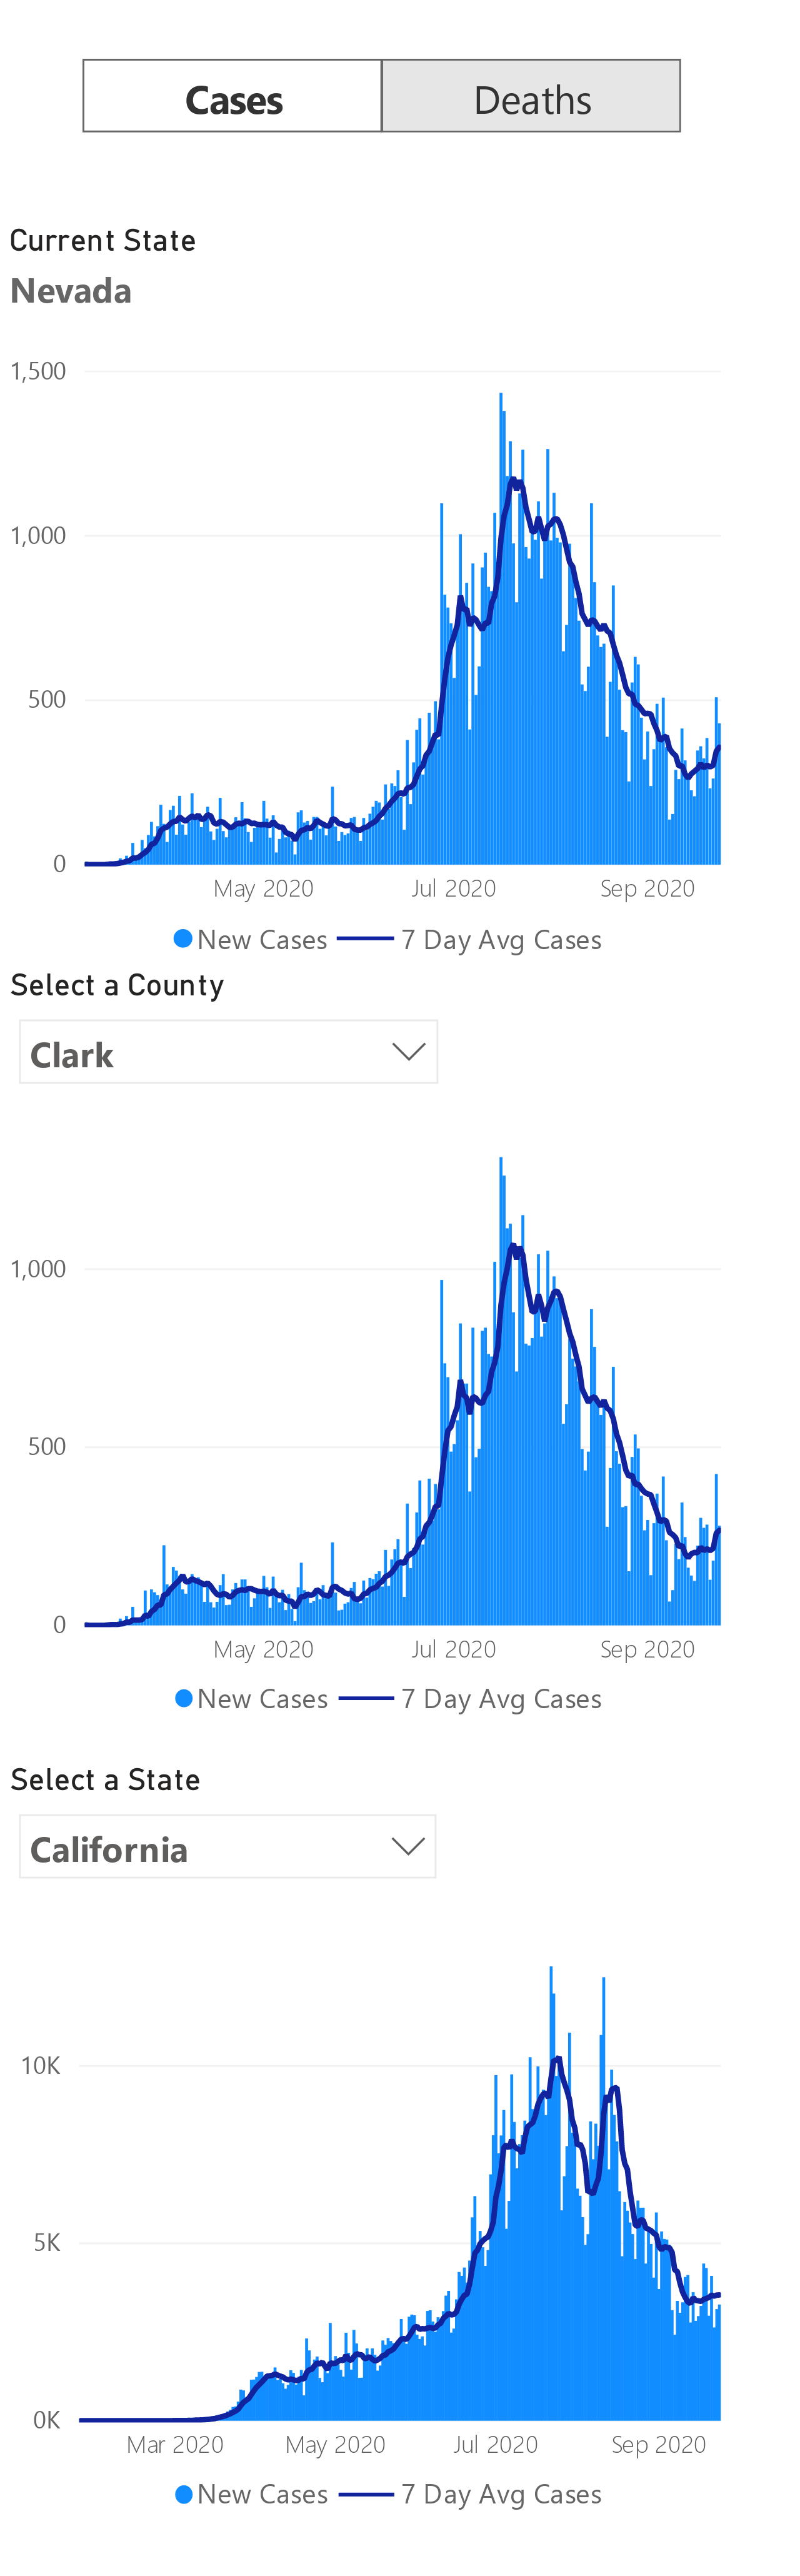 Cases Deaths
Current State
Nevada
1,500
1,000
500
0
May 2020 Jul 2020 Sep 2020
New Cases 7 Day Avg Cases
Select a County
Clark
1,000
500
0
May 2020 Jul 2020 Sep 2020
New Cases 7 Day Avg Cases
Select a State
California
10K
5K
0K
Mar 2020 May 2020 Jul 2020 Sep 2020
New Cases 7 Day Avg Cases